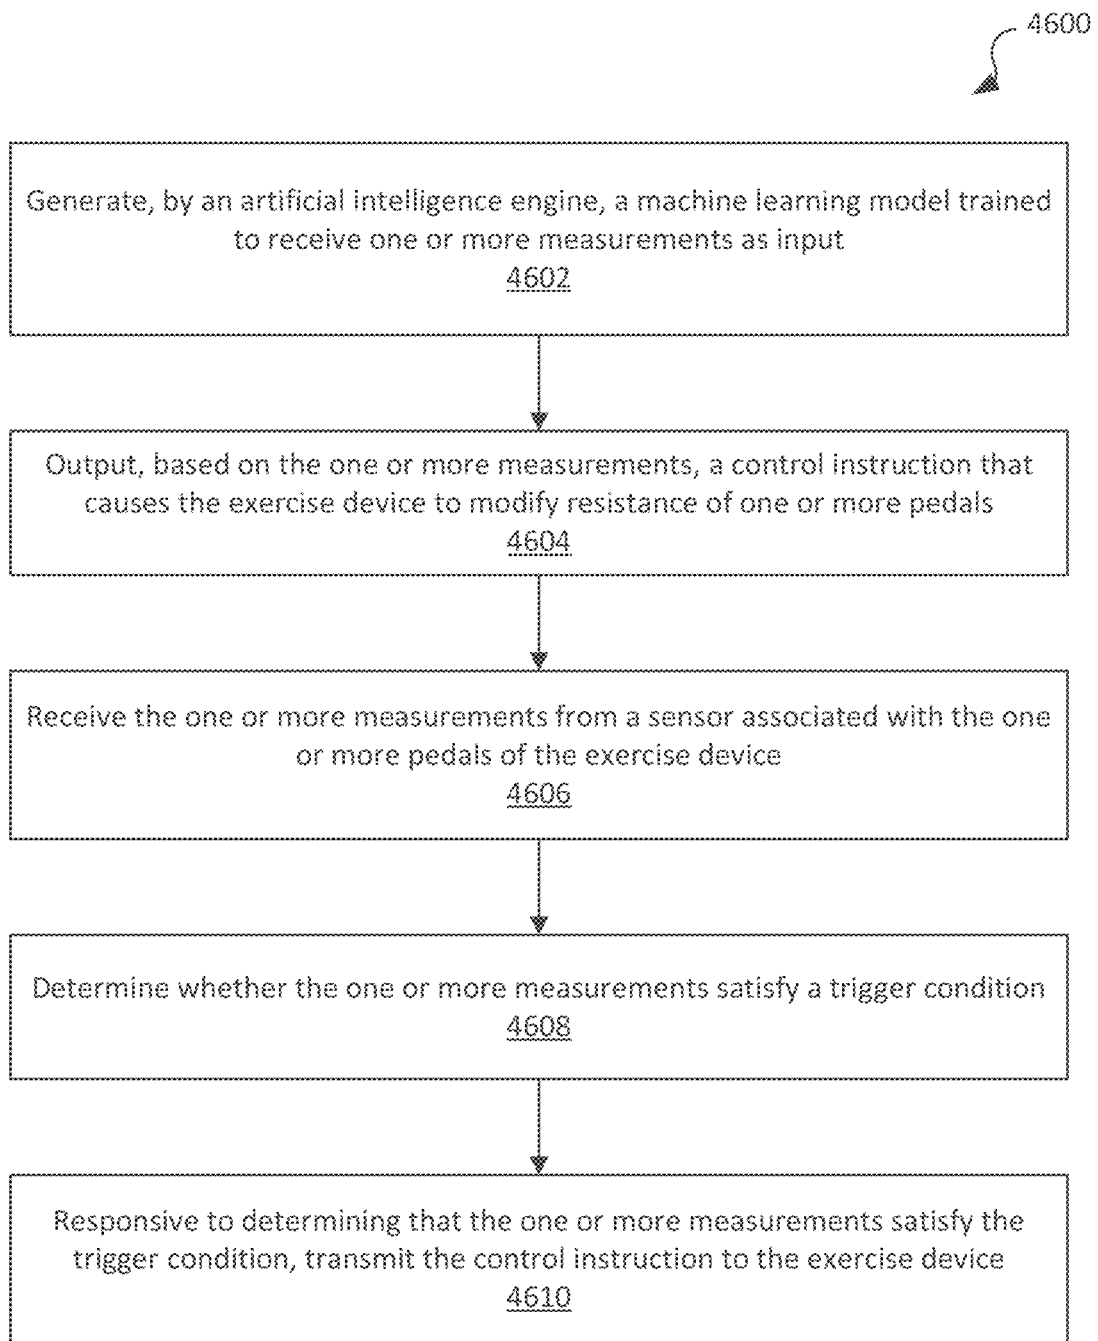 4600
Generate, by an artificial intelligence engine, a machine learning model trained
to receive one or more measurements as input
4602
Output, based on the one or more measurements, a control instruction that
causes the exercise device to modify resistance of one or more pedals
4604
Receive the one or more measurements from a sensor associated with the one
or more pedals of the exercise device
4606
Determine whether the one or more measurements satisfy a trigger condition
4608
Responsive to determining that the one or more measurements satisfy the
trigger condition, transmit the control instruction to the exercise device
4610